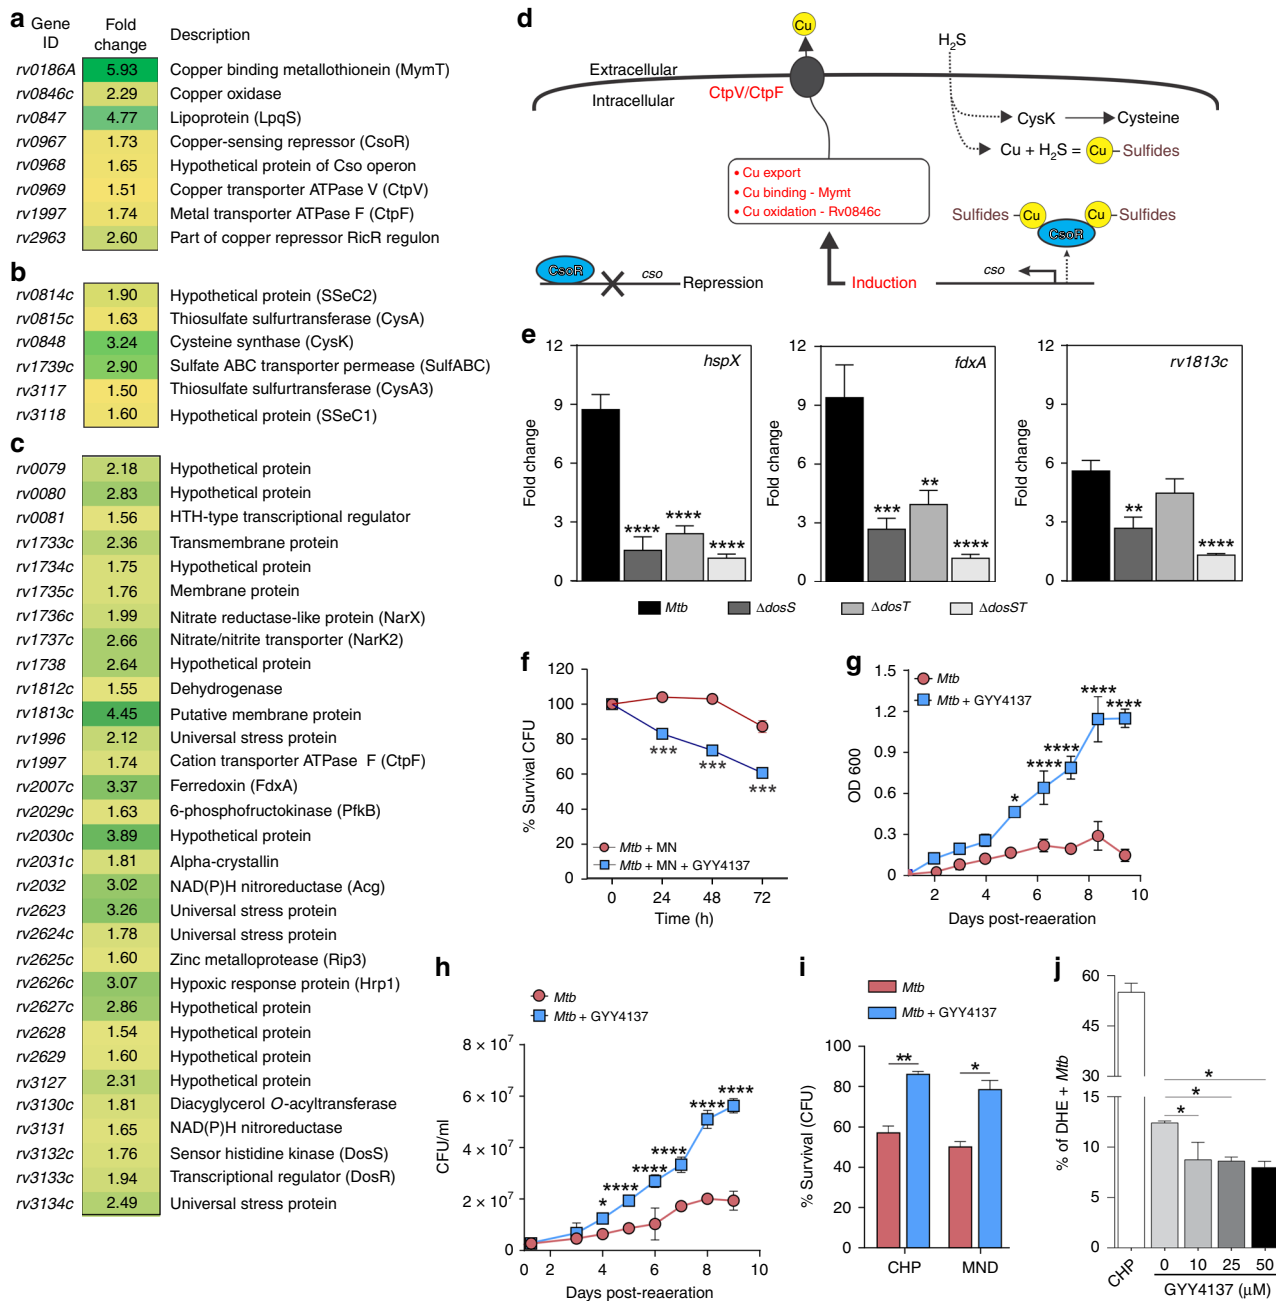 a
Gene ID
Fold change
Description
rv0186A 5.93 Copper binding metallothionein (MymT)
rv0846c 2.29 Copper oxidase
rv0847 4.77 Lipoprotein (LpqS)
rv0967 1.73 Copper-sensing repressor (CsoR)
rv0968 1.65 Hypothetical protein of Cso operon
rv0969 1.51 Copper transporter ATPase V (CtpV)
rv1997 1.74 Metal transporter ATPase F (CtpF)
rv2963 2.60 Part of copper repressor RicR regulon
b
rv0814c 1.90 Hypothetical protein (SSeC2)
rv0815c 1.63 Thiosulfate sulfurtransferase (CysA)
rv0848 3.24 Cysteine synthase (CysK)
rv1739c 2.90 Sulfate ABC transporter permease (SulfABC)
rv3117 1.50 Thiosulfate sulfurtransferase (CysA3)
rv3118 1.60 Hypothetical protein (SSeC1)
c
rv0079 2.18 Hypothetical protein
rv0080 2.83 Hypothetical protein
rv0081 1.56 HTH-type transcriptional regulator
rv1733c 2.36 Transmembrane protein
rv1734c 1.75 Hypothetical protein
rv1735c 1.76 Membrane protein
rv1736c 1.99 Nitrate reductase-like protein (NarX)
rv1737c 2.66 Nitrate/nitrite transporter (NarK2)
rv1738 2.64 Hypothetical protein
rv1812c 1.55 Dehydrogenase
rv1813c 4.45 Putative membrane protein
rv1996 2.12 Universal stress protein
rv1997 1.74 Cation transporter ATPase F (CtpF)
rv2007c 3.37 Ferredoxin (FdxA)
rv2029c 1.63 6-phosphofructokinase (PfkB)
rv2030c 3.89 Hypothetical protein
rv2031c 1.81 Alpha-crystallin
rv2032 3.02 NAD(P)H nitroreductase (Acg)
rv2623 3.26 Universal stress protein
rv2624c 1.78 Universal stress protein
rv2625c 1.60 Zinc metalloprotease (Rip3)
rv2626c 3.07 Hypoxic response protein (Hrp1)
rv2627c 2.86 Hypothetical protein
rv2628 1.54 Hypothetical protein
rv2629 1.60 Hypothetical protein
rv3127 2.31 Hypothetical protein
rv3130c 1.81 Diacyglycerol O-acyltransferase
rv3131 1.65 NAD(P)H nitroreductase
rv3132c 1.76 Sensor histidine kinase (DosS)
rv3133c 1.94 Transcriptional regulator (DosR)
rv3134c 2.49 Universal stress protein
d
Cu
H2S
Extracellular
Intracellular
CtpV/CtpF
CysK Cysteine
Cu + H2S = Cu Sulfides
• Cu export
• Cu binding - Mymt
• Cu oxidation - Rv0846c
Sulfides Cu Cu Sulfides
CsoR
CsoR cso Repression
Induction
cso
e
Fold change
12
9
6
3
0
hspX
**** **** ****
Fold change
12
9
6
3
0
fdxA
*** ** ****
Fold change
12
9
6
3
0
rv1813c
** ****
Mtb ΔdosS ΔdosT ΔdosST
f
% Survival CFU
120
100
80
60
40
20
0
*** *** ***
Mtb + MN
Mtb + MN + GYY4137
0 24 48 72
Time (h)
g
Mtb
Mtb + GYY4137
OD 600
1.5
1.2
0.9
0.6
0.3
0
* **** **** **** ****
2 4 6 8 10
Days post-reaeration
h
Mtb
Mtb + GYY4137
CFU/ml
8 × 10⁷
6 × 10⁷
4 × 10⁷
2 × 10⁷
0
* **** **** **** **** ****
0 2 4 6 8 10
Days post-reaeration
i
Mtb
Mtb + GYY4137
% Survival (CFU)
100
80
60
40
20
0
** *
CHP MND
j
% of DHE + Mtb
60
45
30
15
10
5
0
* * *
CHP 0 10 25 50
GYY4137 (μM)